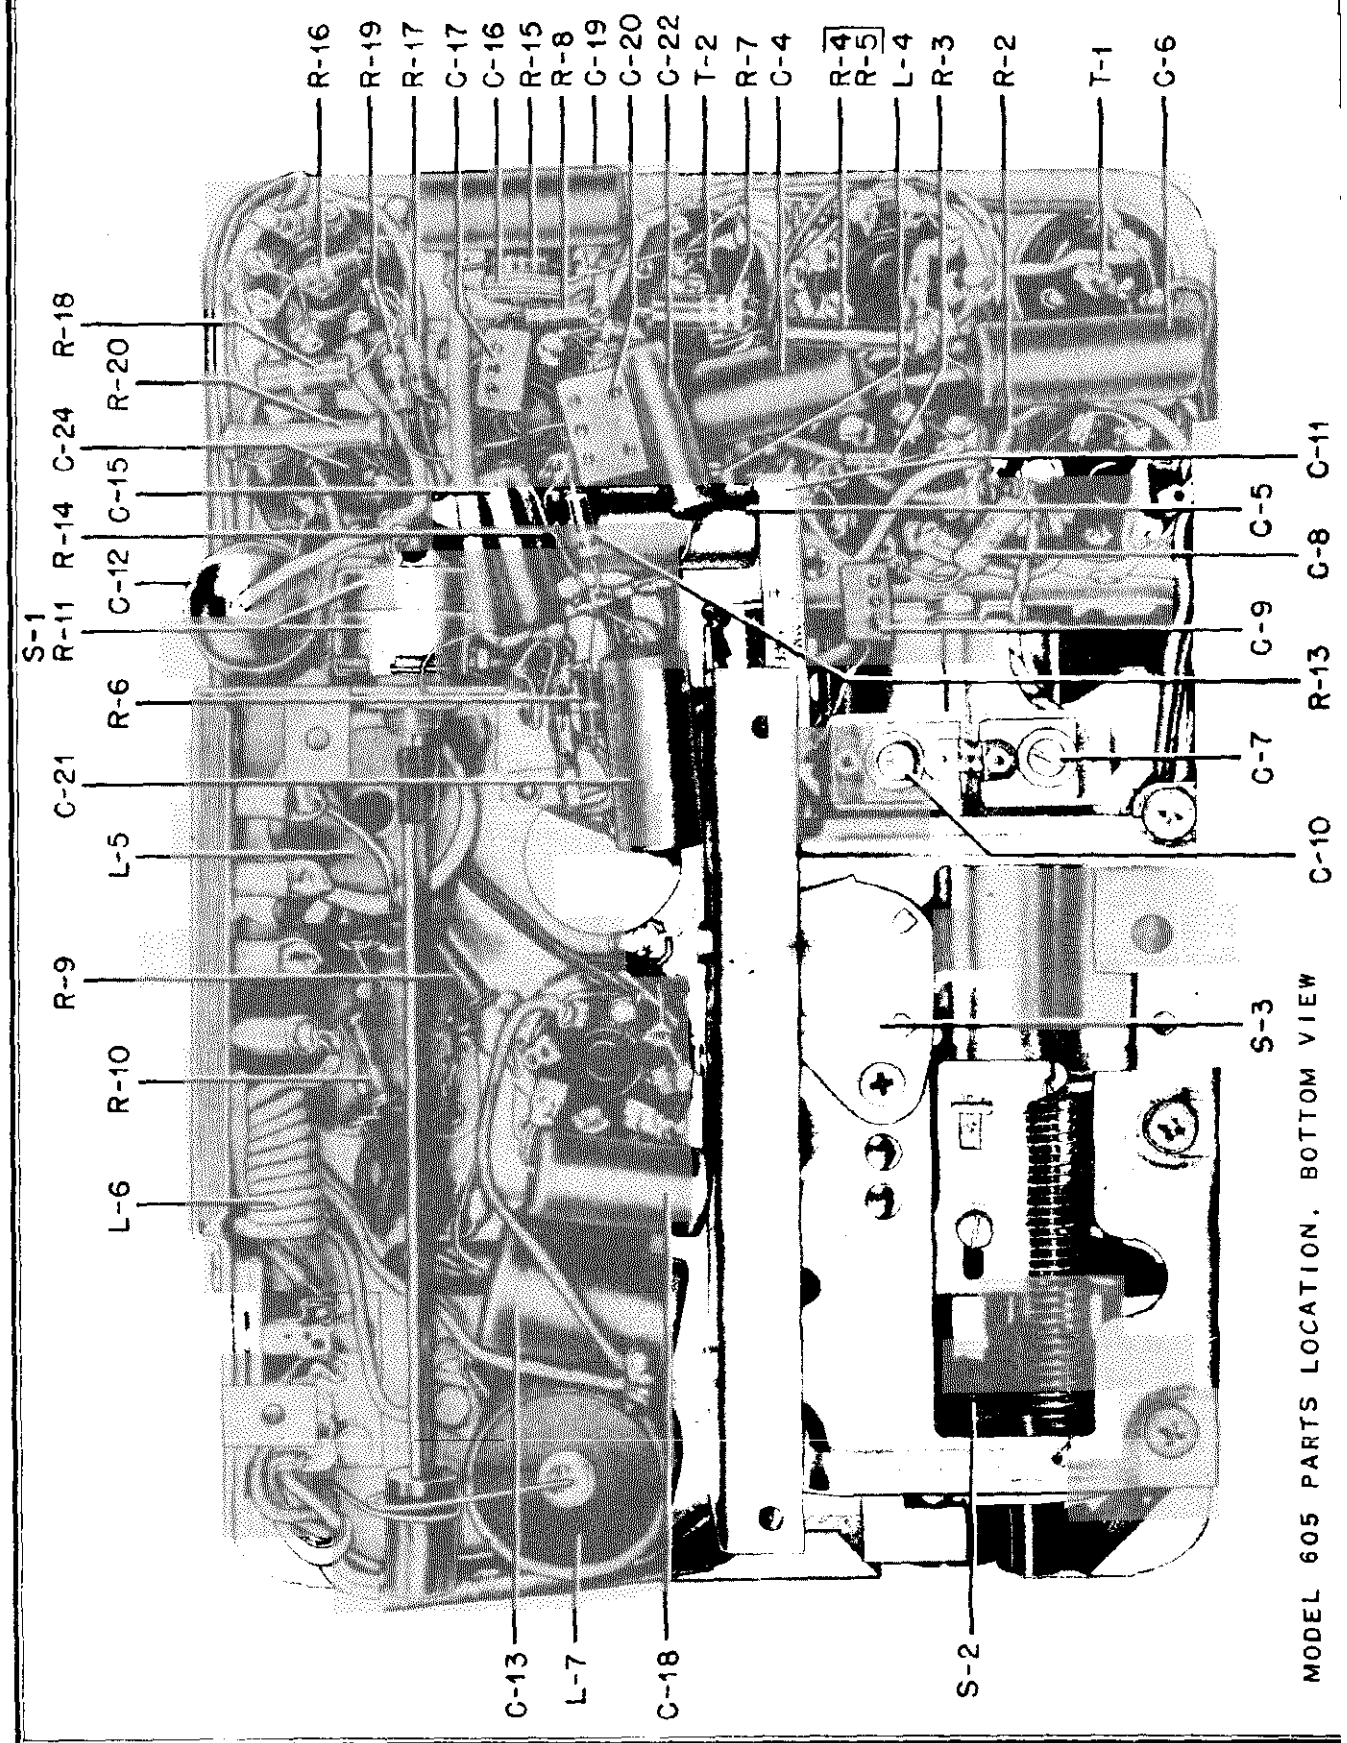 S-1
R-11
C-12
R-14
C-15
C-24
R-20
R-18
R-6
C-21
L-5
R-9
R-10
L-6
R-16
R-19
R-17
C-17
C-16
R-15
R-8
C-19
C-20
C-22
T-2
R-7
C-4
R-4
R-5
L-4
R-3
R-2
T-1
C-6
C-13
L-7
C-18
S-2
S-3
C-10
C-7
R-13
C-9
C-8
C-5
C-11
MODEL 605 PARTS LOCATION, BOTTOM VIEW